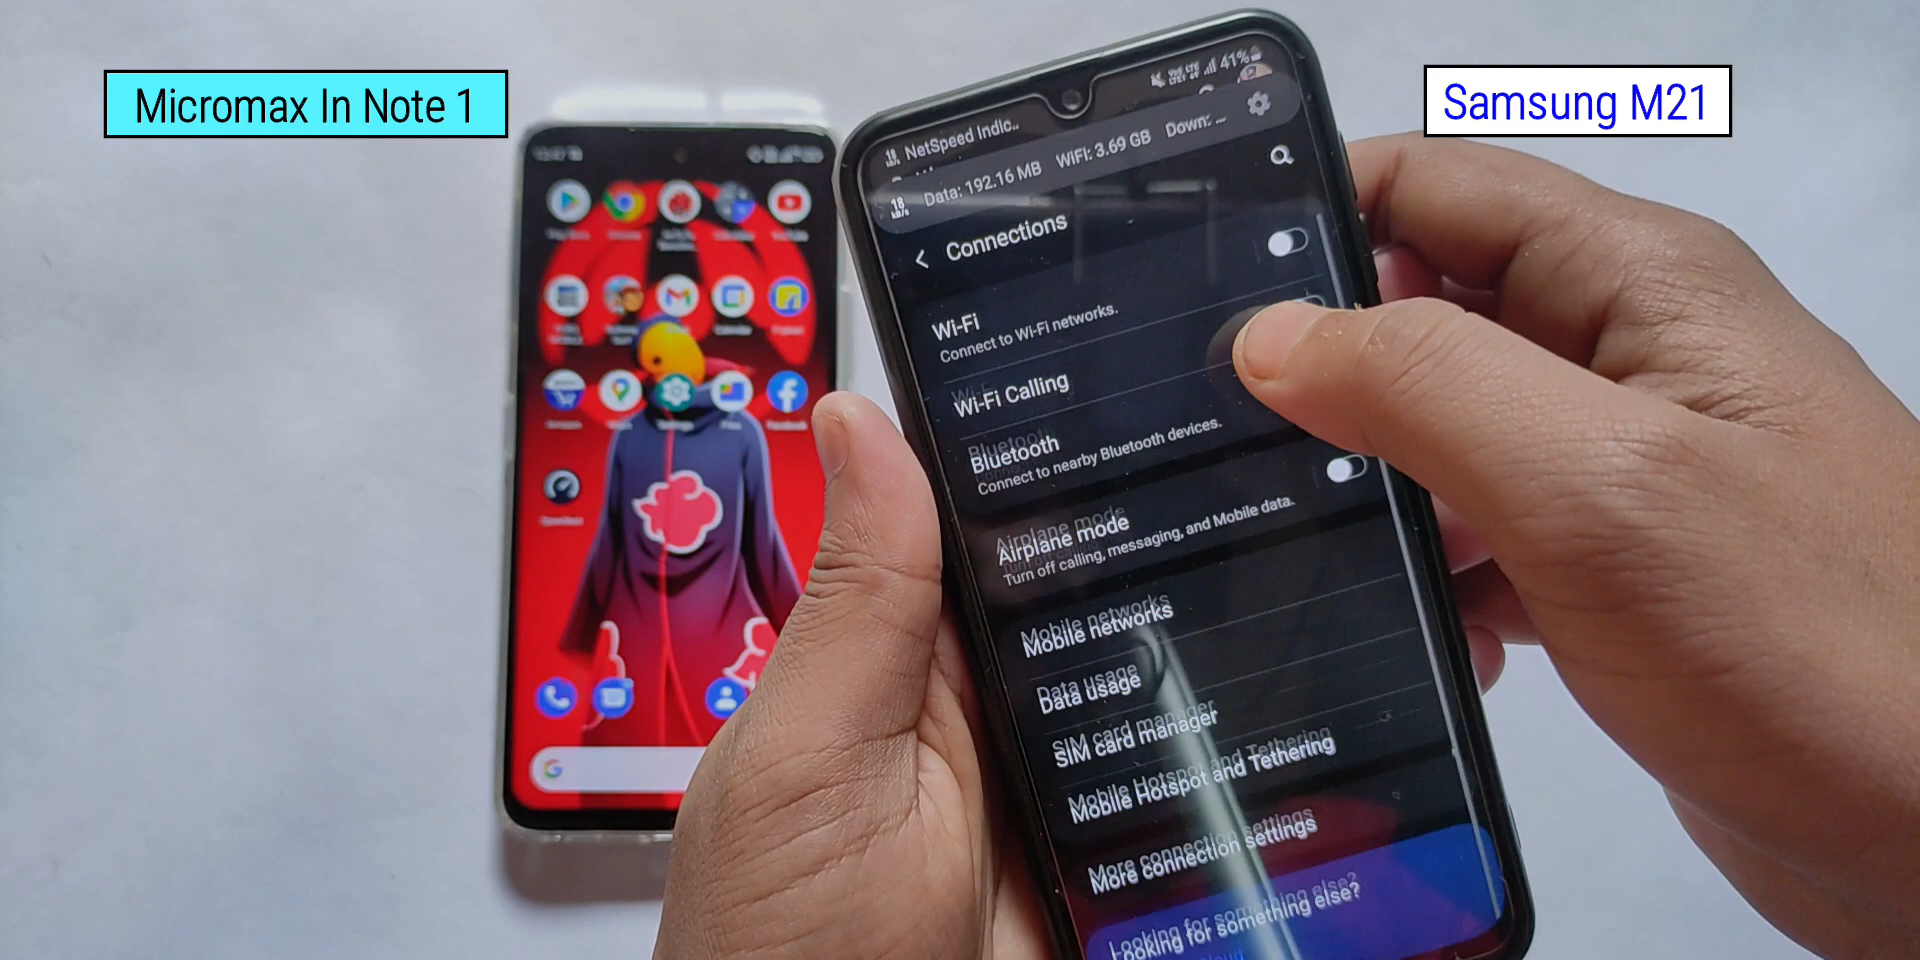 Micromax In Note 1
Samsung M21
41%
NetSpeed Indic..
18 kB/s
Data: 192.16 MB WiFi: 3.69 GB Down: ...
Connections
Wi-Fi
Connect to Wi-Fi networks.
Wi-Fi Calling
Bluetooth
Connect to nearby Bluetooth devices.
Airplane mode
Turn off calling, messaging, and Mobile data.
Mobile networks
Data usage
SIM card manager
Mobile Hotspot and Tethering
More connection settings
Looking for something else?